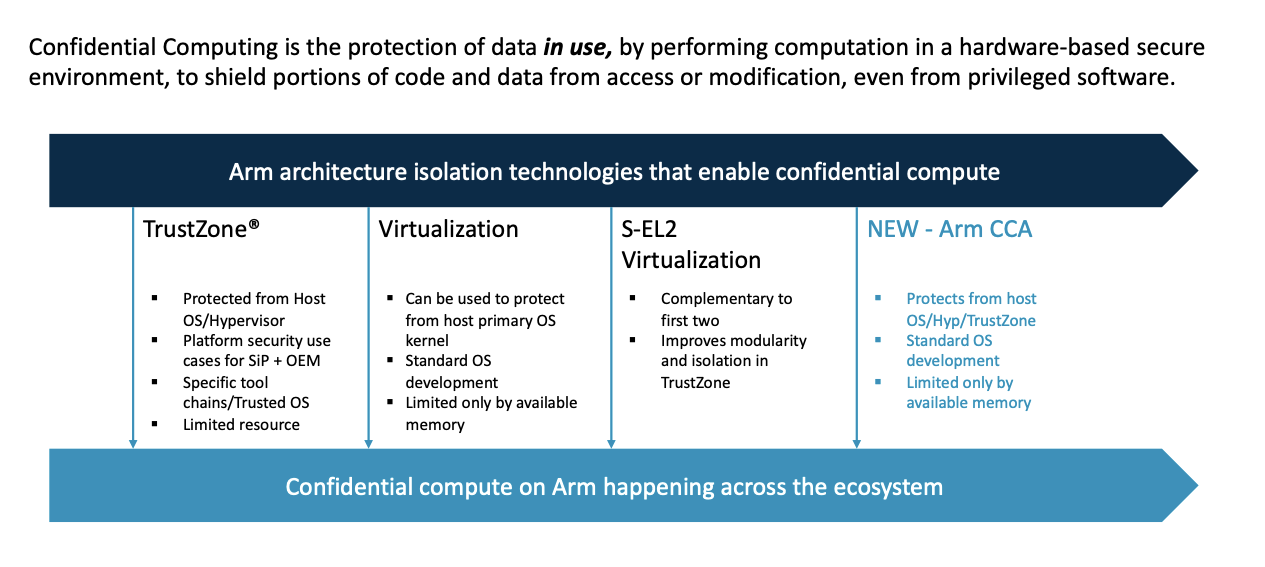 Confidential Computing is the protection of data in use, by performing computation in a hardware-based secure
environment, to shield portions of code and data from access or modification, even from privileged software.
Arm architecture isolation technologies that enable confidential compute
TrustZone®
▪ Protected from Host
OS/Hypervisor
▪ Platform security use
cases for SiP + OEM
▪ Specific tool
chains/Trusted OS
▪ Limited resource
Virtualization
▪ Can be used to protect
from host primary OS
kernel
▪ Standard OS
development
▪ Limited only by available
memory
S-EL2
Virtualization
▪ Complementary to
first two
▪ Improves modularity
and isolation in
TrustZone
NEW - Arm CCA
▪ Protects from host
OS/Hyp/TrustZone
▪ Standard OS
development
▪ Limited only by
available memory
Confidential compute on Arm happening across the ecosystem